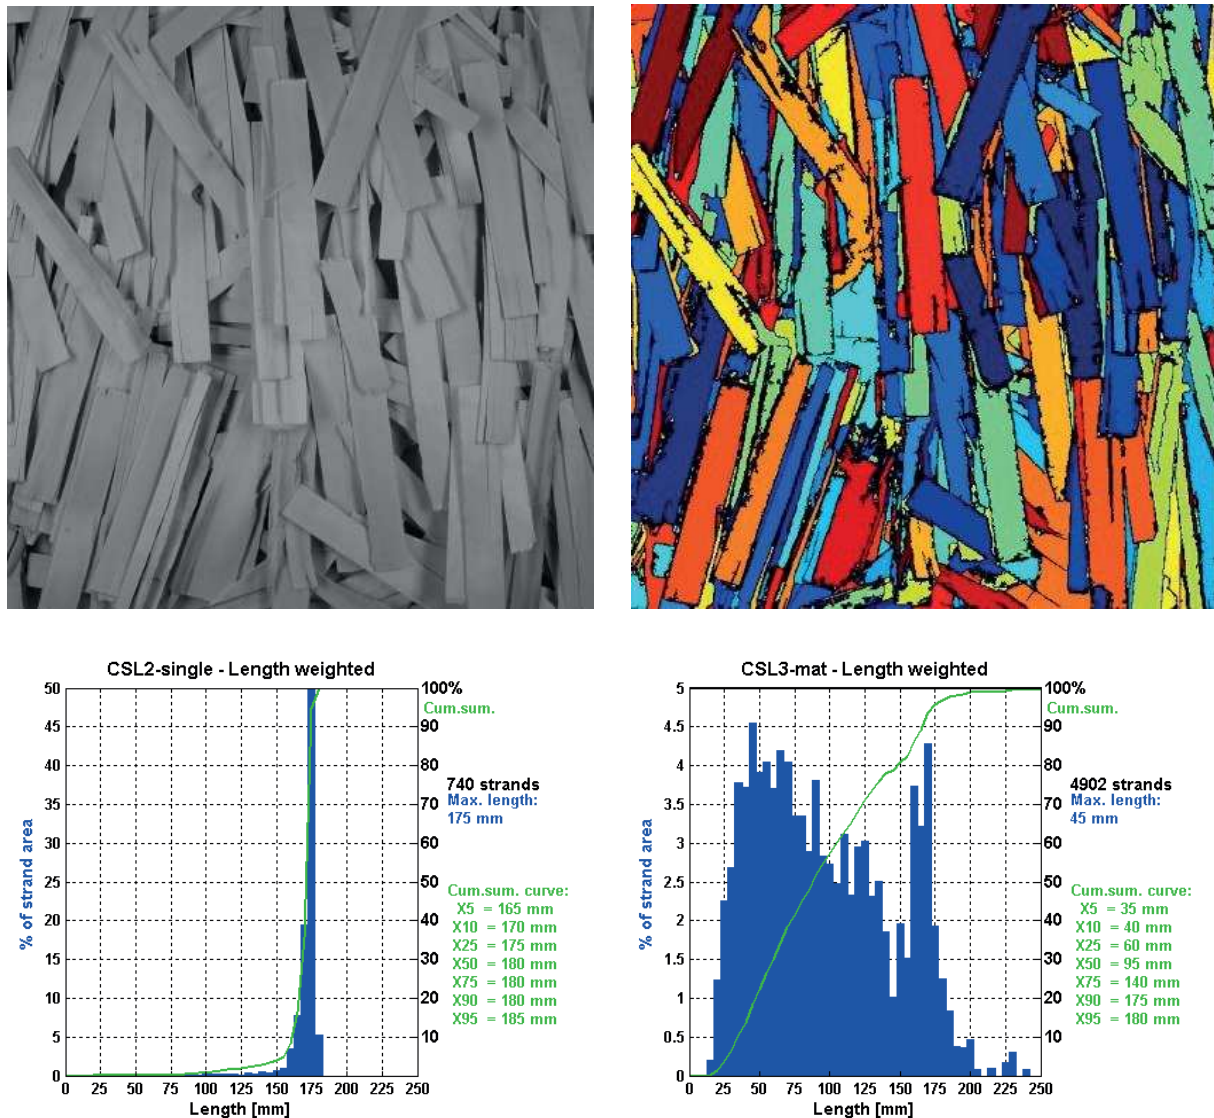 CSL2-single - Length weighted
50
45
40
35
30
25
20
15
10
5
0
% of strand area
100%
Cum.sum.
90
80
70
60
50
40
30
20
10
740 strands
Max. length:
175 mm
Cum.sum. curve:
X5 = 165 mm
X10 = 170 mm
X25 = 175 mm
X50 = 180 mm
X75 = 180 mm
X90 = 180 mm
X95 = 185 mm
0 25 50 75 100 125 150 175 200 225 250
Length [mm]
CSL3-mat - Length weighted
5
4.5
4
3.5
3
2.5
2
1.5
1
0.5
0
% of strand area
100%
Cum.sum.
90
80
70
60
50
40
30
20
10
4902 strands
Max. length:
45 mm
Cum.sum. curve:
X5 = 35 mm
X10 = 40 mm
X25 = 60 mm
X50 = 95 mm
X75 = 140 mm
X90 = 175 mm
X95 = 180 mm
0 25 50 75 100 125 150 175 200 225 250
Length [mm]